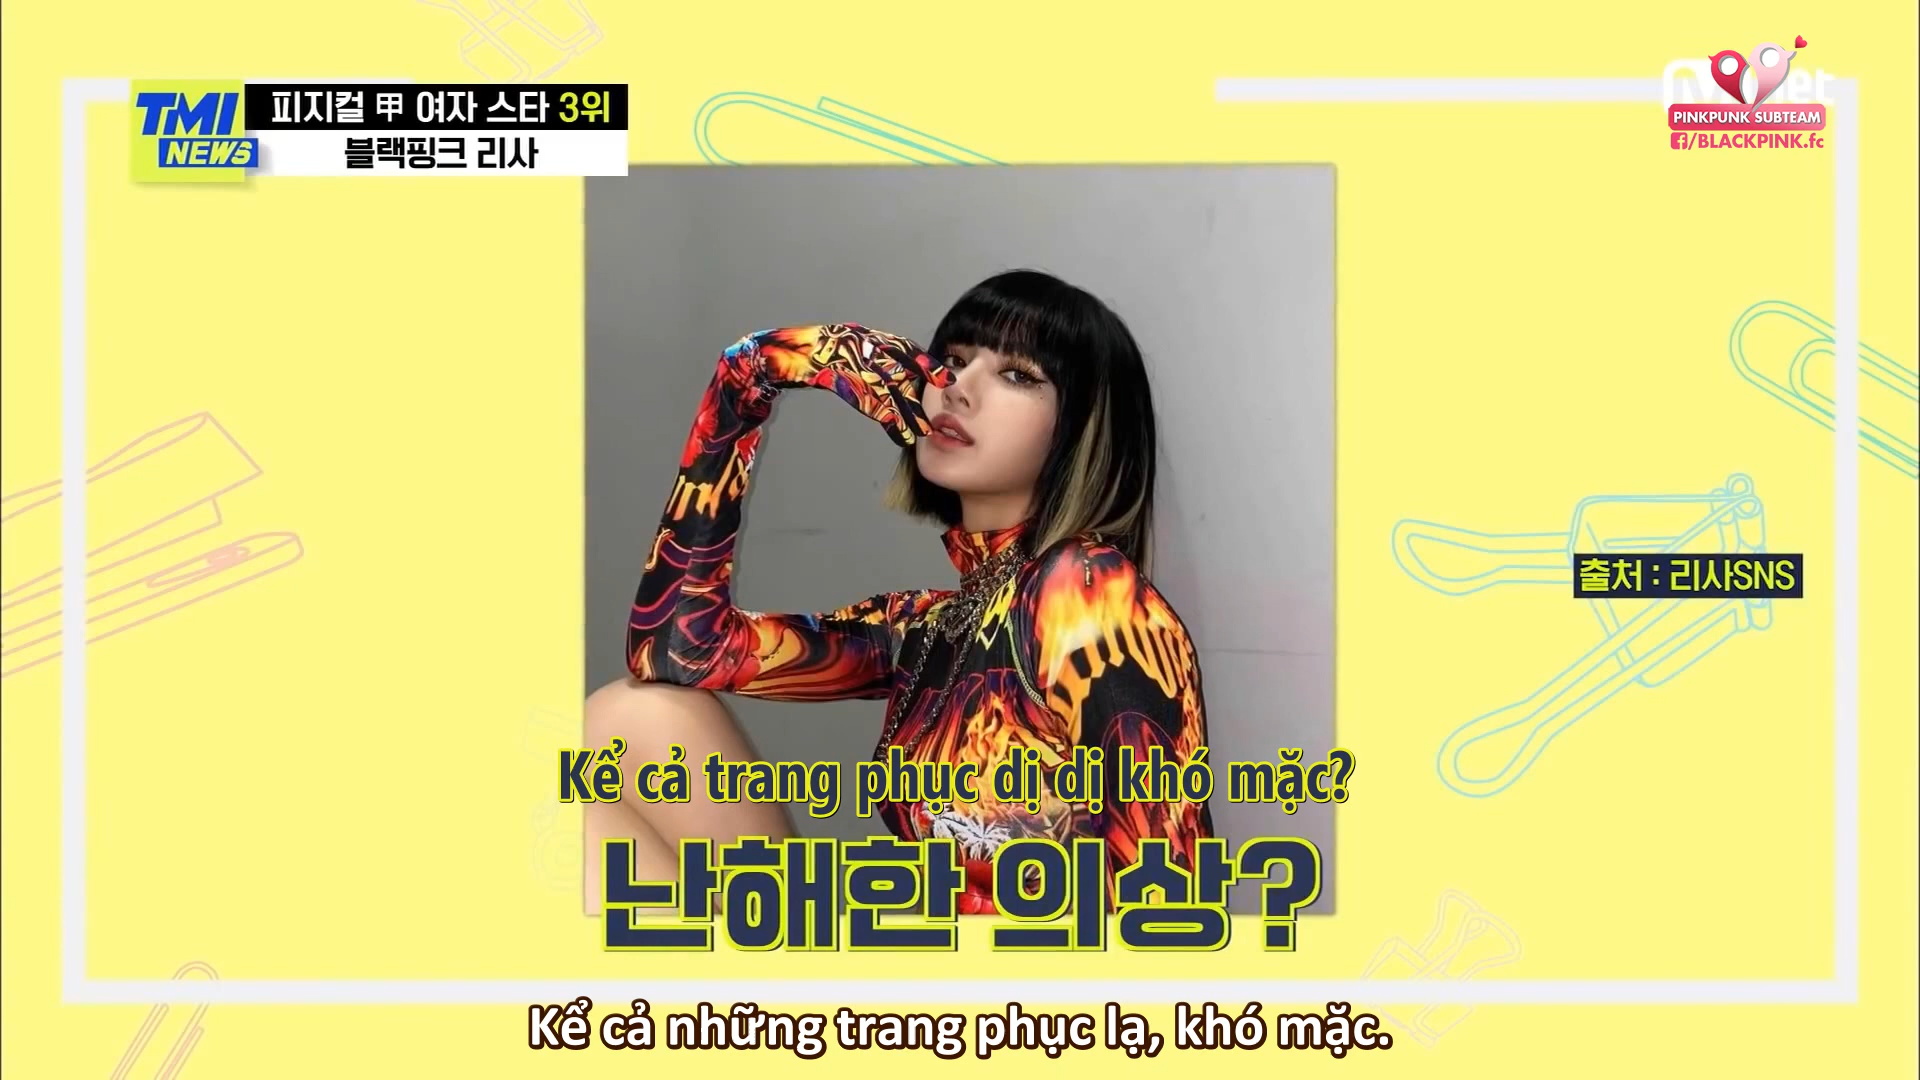 TMI
NEWS
피지컬 甲 여자 스타 3위
블랙핑크 리사
PINKPUNK SUBTEAM
f/BLACKPINK.fc
출처 : 리사SNS
Kể cả trang phục dị dị khó mặc?
난해한 의상?
Kể cả những trang phục lạ, khó mặc.